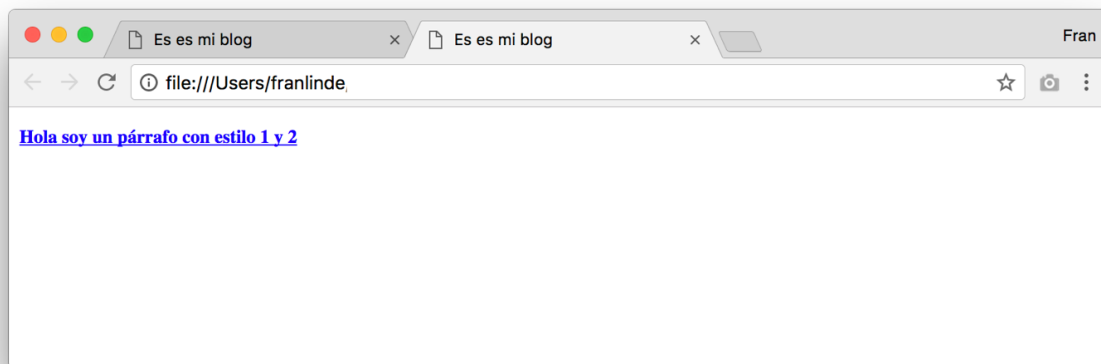 Es es mi blog
Es es mi blog
Fran
file:///Users/franlinde
Hola soy un párrafo con estilo 1 y 2